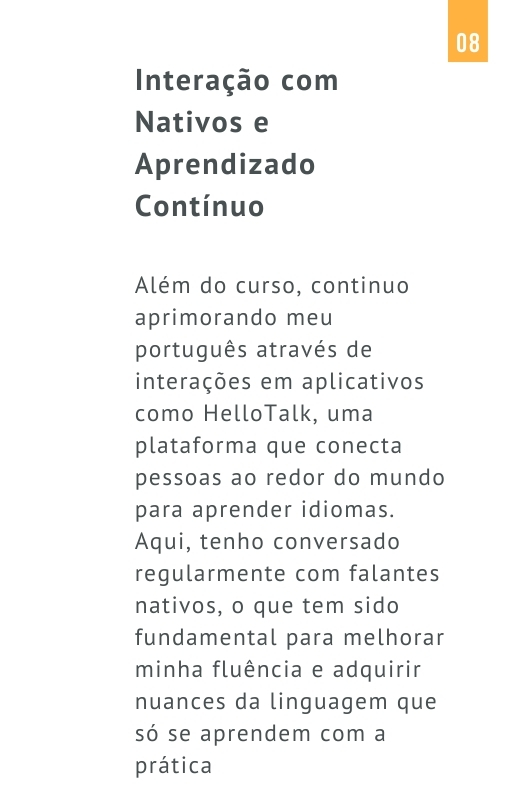 08
Interação com
Nativos e
Aprendizado
Contínuo
Além do curso, continuo
aprimorando meu
português através de
interações em aplicativos
como HelloTalk, uma
plataforma que conecta
pessoas ao redor do mundo
para aprender idiomas.
Aqui, tenho conversado
regularmente com falantes
nativos, o que tem sido
fundamental para melhorar
minha fluência e adquirir
nuances da linguagem que
só se aprendem com a
prática